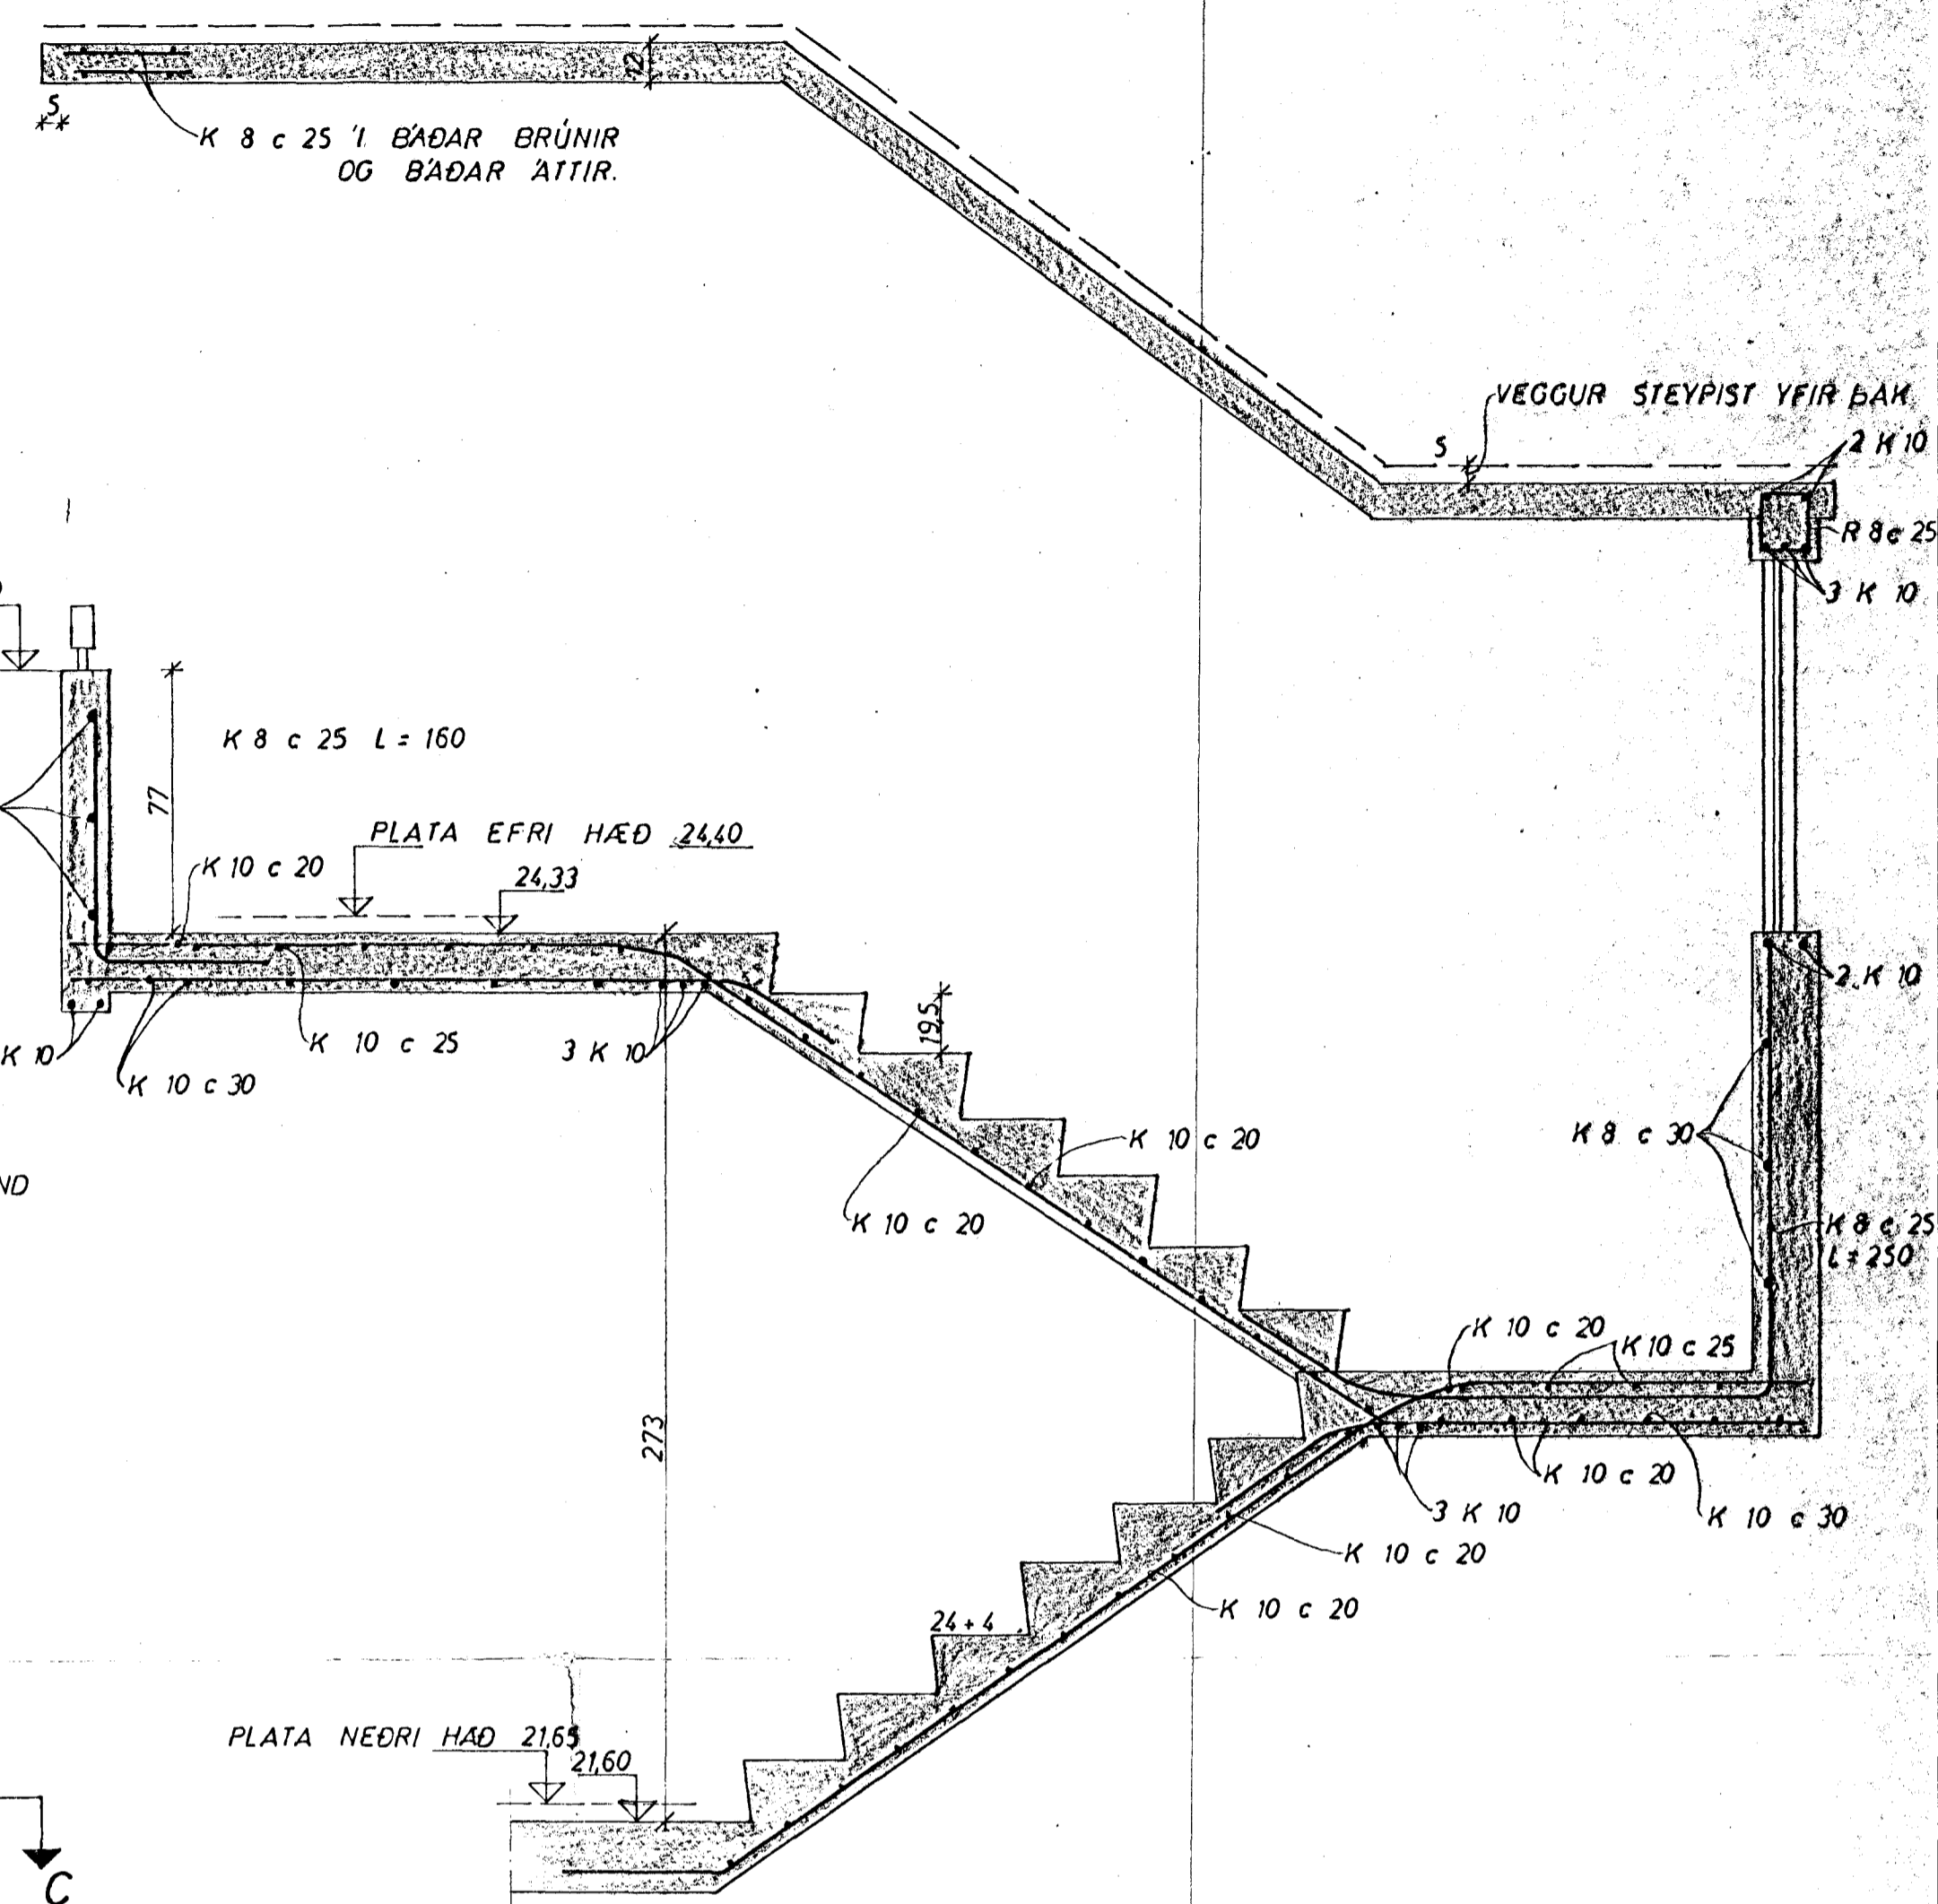 12
5
K 8 c 25 Í BÁÐAR BRÚNIR
OG BÁÐAR ÁTTIR.
VEGGUR STEYPIST YFIR ÞAK
5
2 K 10
R 8 c 25
3 K 10
K 8 c 25 L = 160
77
PLATA EFRI HÆÐ 24,40
24,33
K 10 c 20
2 K 10
19,5
K 10
K 10 c 25
3 K 10
K 10 c 30
K 10 c 20
K 8 c 30
ND
K 10 c 20
K 8 c 25
L = 250
K 10 c 20
K 10 c 25
273
K 10 c 20
3 K 10
K 10 c 30
K 10 c 20
K 10 c 20
24 + 4
PLATA NEÐRI HÆÐ 21,65
21,60
C